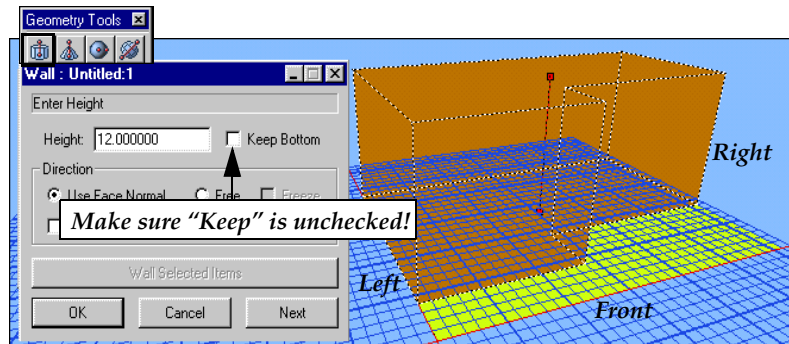 Geometry Tools
Wall : Untitled:1
Enter Height
Height: 12.000000 Keep Bottom
Direction
Use Face Normal Free Freeze
Make sure “Keep” is unchecked!
Wall Selected Items
OK Cancel Next
Right
Left
Front